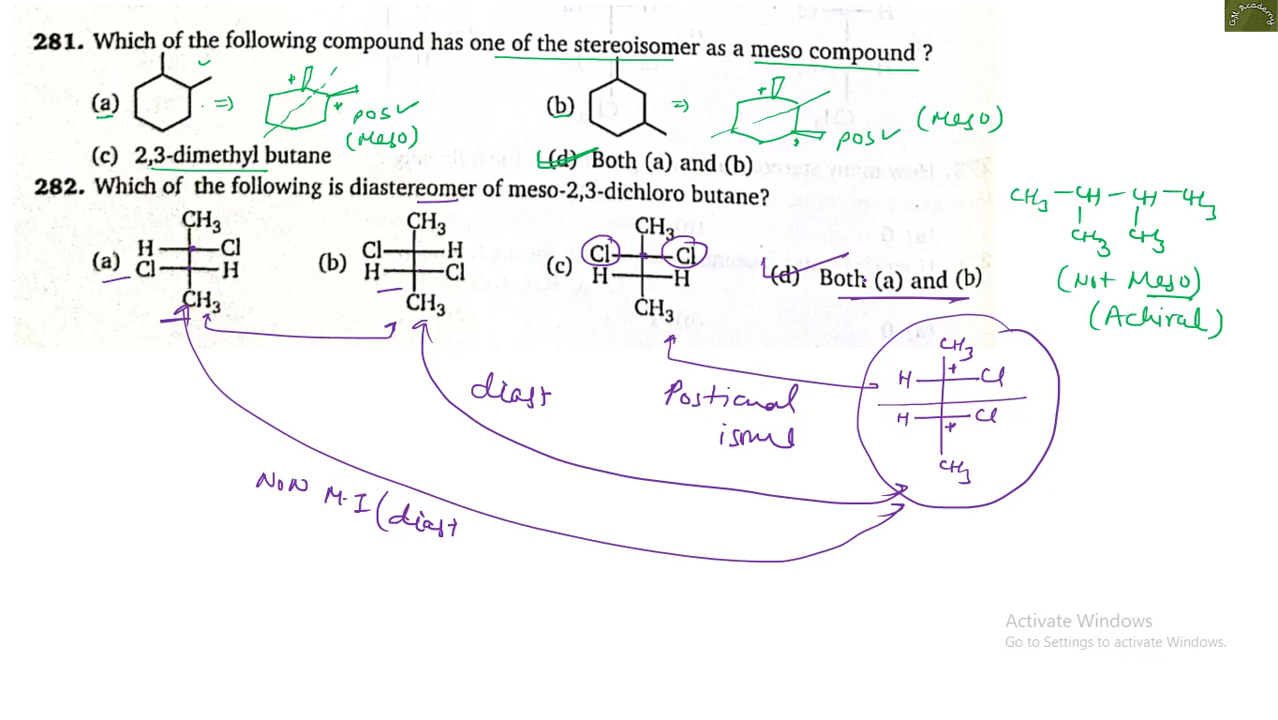 G.M. Academy
281. Which of the following compound has one of the stereoisomer as a meso compound ?
(a) ⇒ + + pos ✓ (Meso)
(b) ⇒ + + pos ✓ (Meso)
(c) 2,3-dimethyl butane
(d) Both (a) and (b)
282. Which of the following is diastereomer of meso-2,3-dichloro butane?
CH3 – CH – CH – CH3
CH3 CH3
(Not Meso)
(Achiral)
(a) CH3
H Cl
Cl H
CH3
(b) CH3
Cl H
H Cl
CH3
(c) CH3
Cl Cl
H H
CH3
(d) Both (a) and (b)
CH3
H + Cl
H + Cl
CH3
diast
Postional
isme
Non M·I (diast
Activate Windows
Go to Settings to activate Windows.